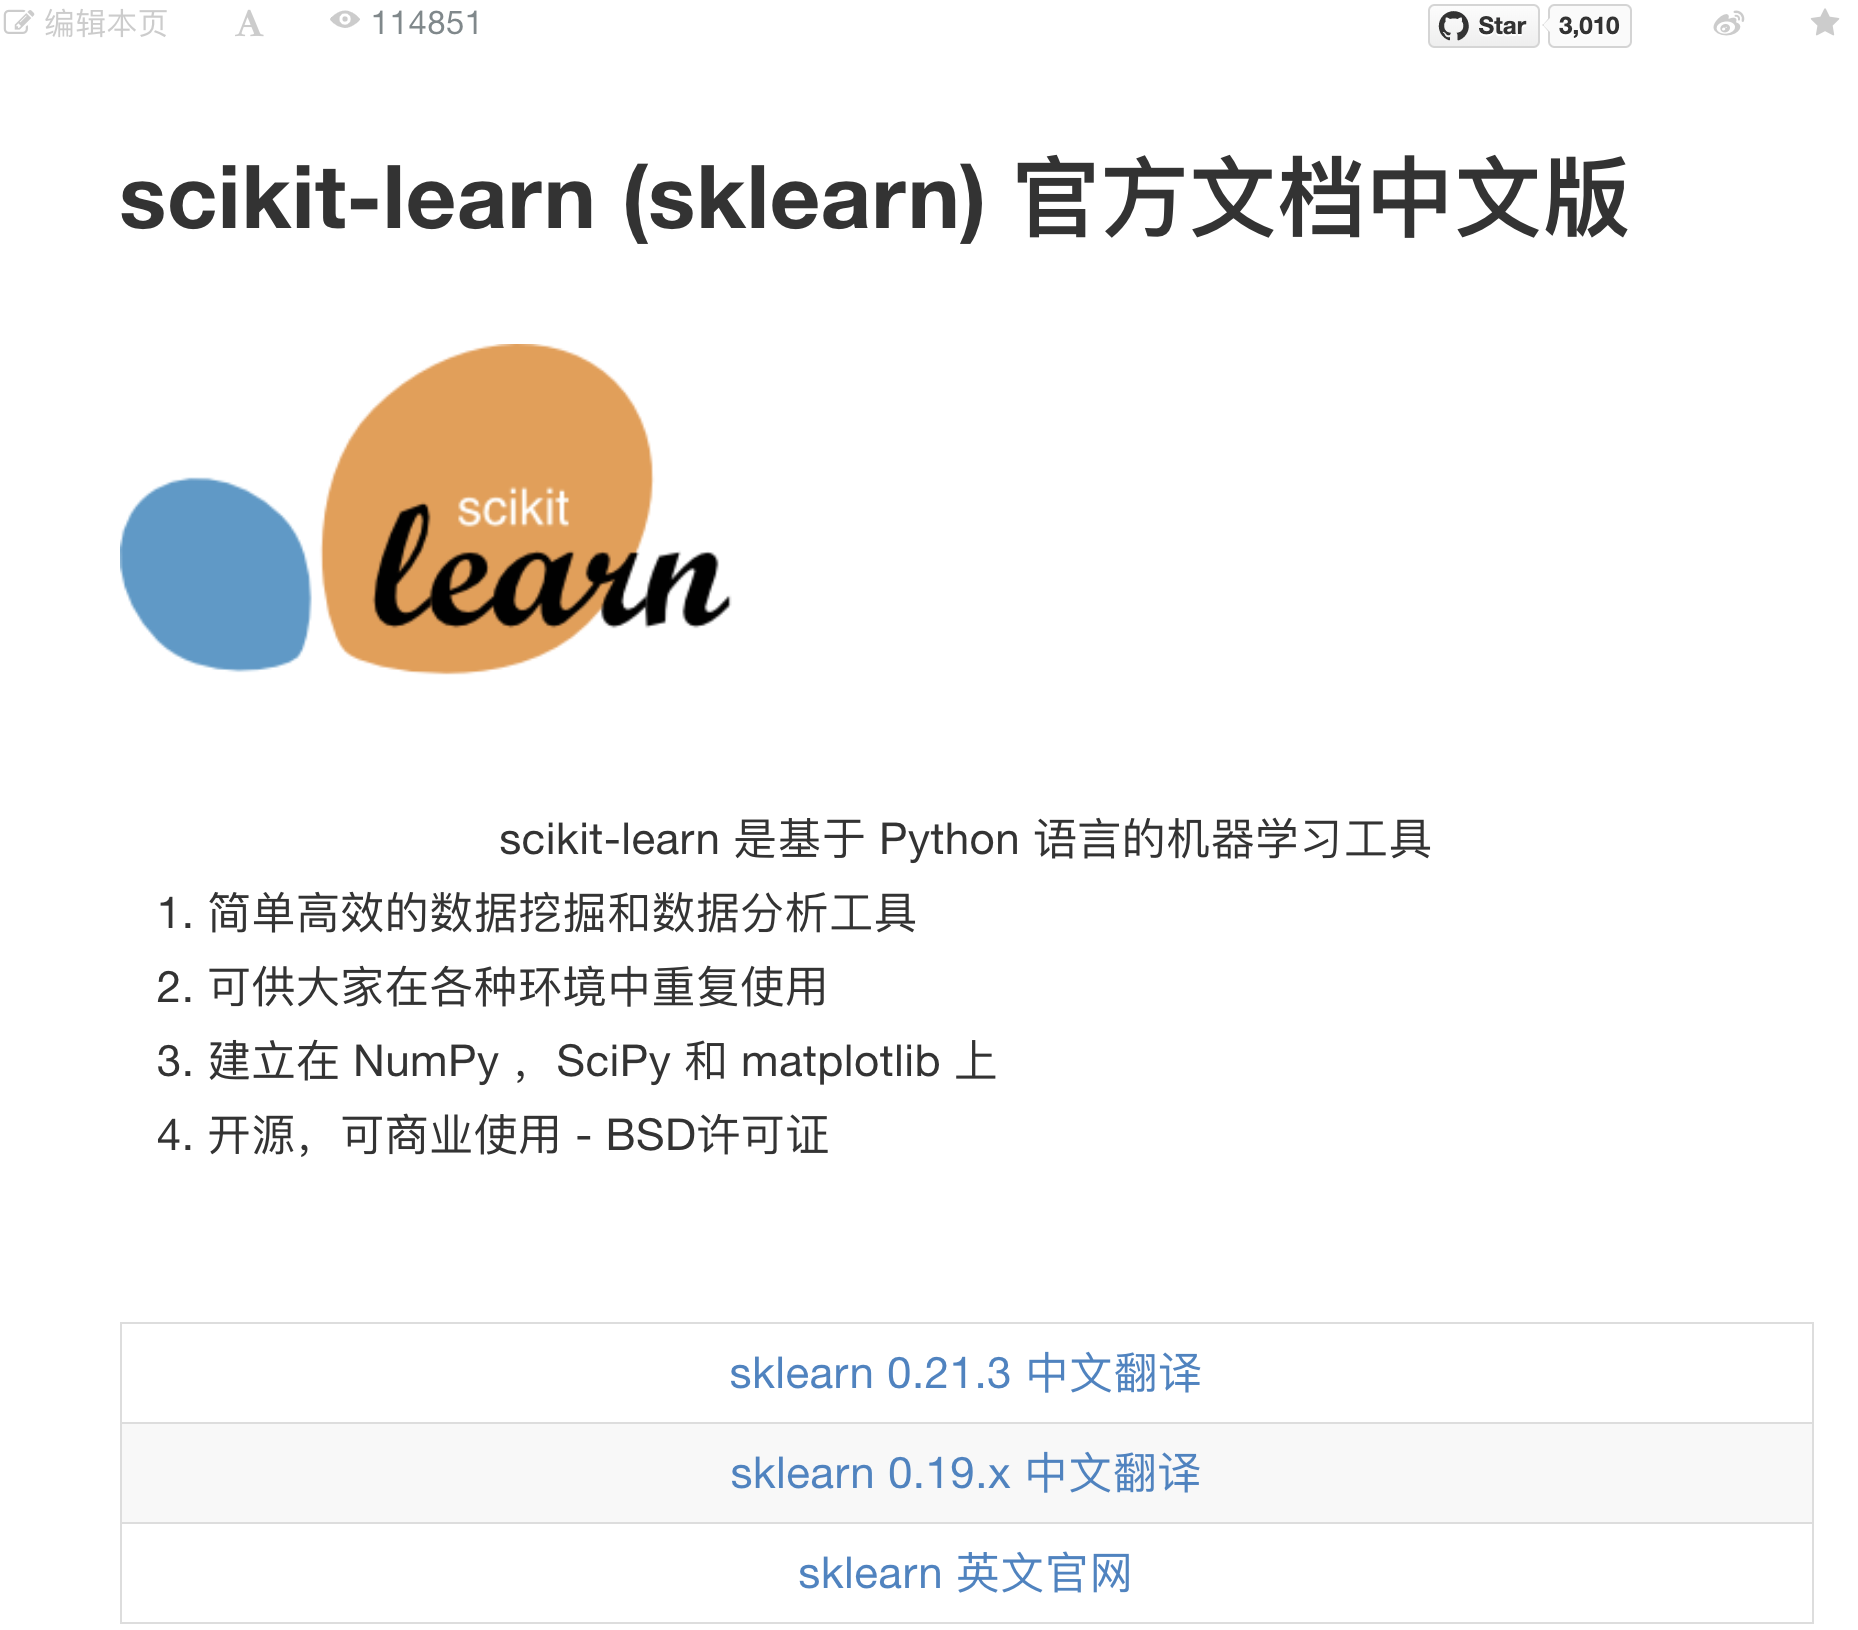 编辑本页 A 114851 Star 3,010
scikit-learn (sklearn) 官方文档中文版
scikit
learn
scikit-learn 是基于 Python 语言的机器学习工具
1. 简单高效的数据挖掘和数据分析工具
2. 可供大家在各种环境中重复使用
3. 建立在 NumPy ，SciPy 和 matplotlib 上
4. 开源，可商业使用 - BSD许可证
sklearn 0.21.3 中文翻译
sklearn 0.19.x 中文翻译
sklearn 英文官网